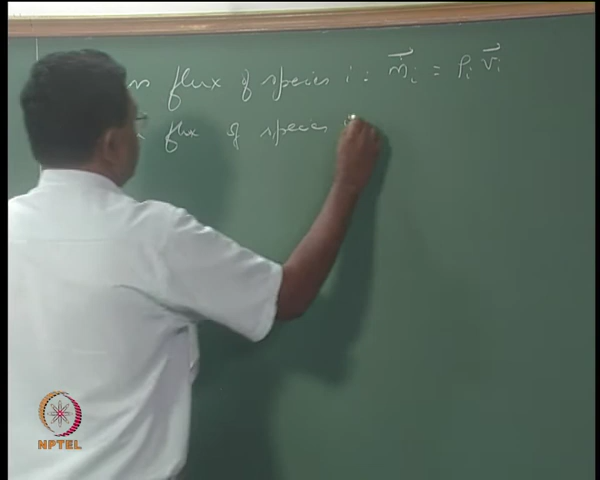 flux of species i : ṁ⃗ᵢ = ρᵢ v⃗ᵢ
flux of species
NPTEL